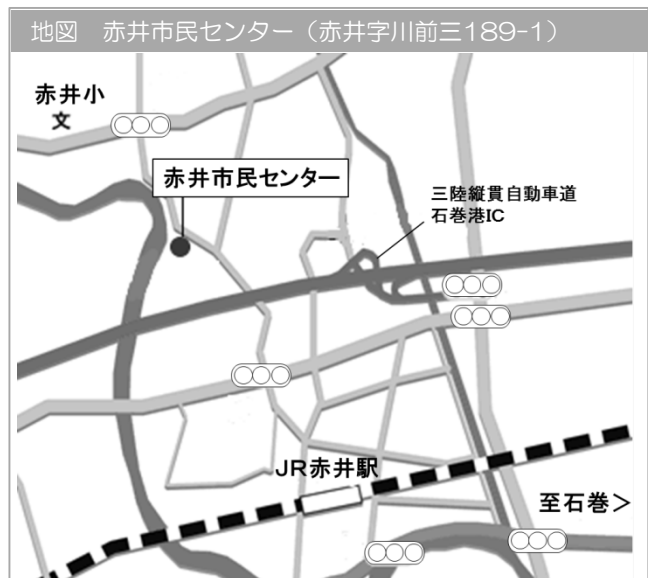 地図　赤井市民センター（赤井字川前三189-1）
赤井小
文
赤井市民センター
三陸縦貫自動車道
石巻港IC
JR赤井駅
至石巻＞